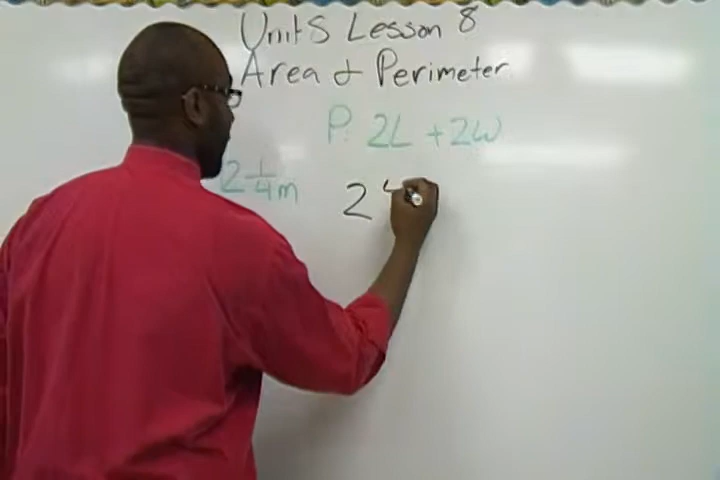 Unit 5 Lesson 8
Area & Perimeter
P: 2L + 2W
2 1/4 m
2